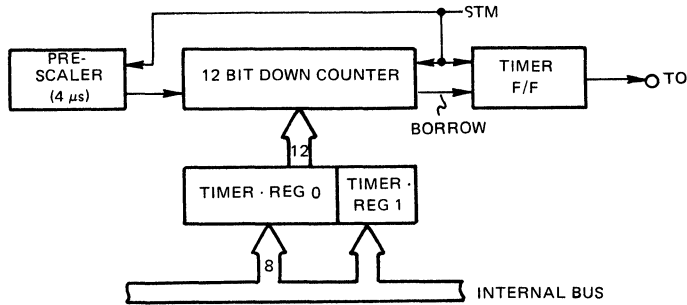 STM
PRE-
SCALER
(4 μs)
12 BIT DOWN COUNTER
TIMER
F/F
TO
BORROW
12
TIMER · REG 0
TIMER ·
REG 1
8
INTERNAL BUS